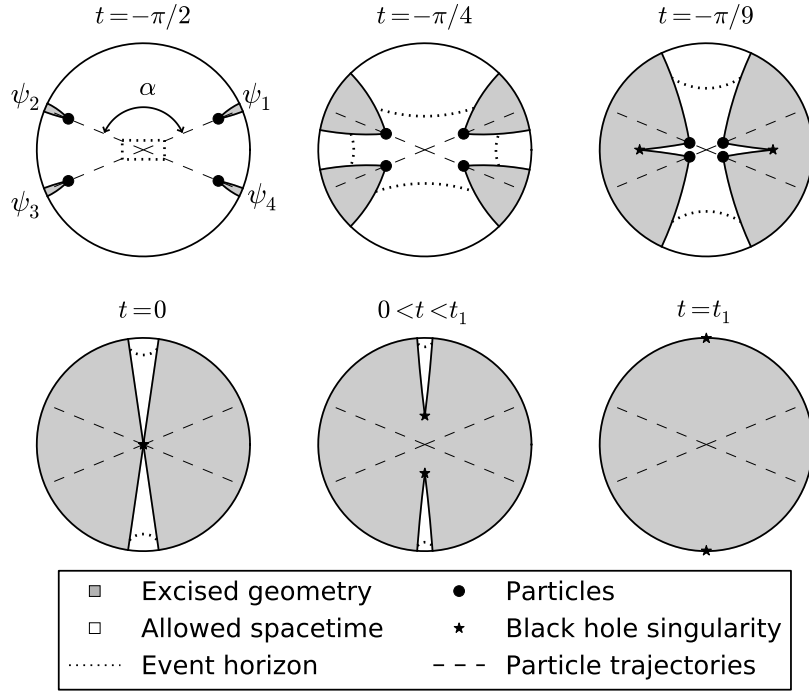 t=−π/2
t=−π/4
t=−π/9
α
ψ₂
ψ₁
ψ₃
ψ₄
t=0
0<t<t₁
t=t₁
Excised geometry
Particles
Allowed spacetime
Black hole singularity
Event horizon
Particle trajectories